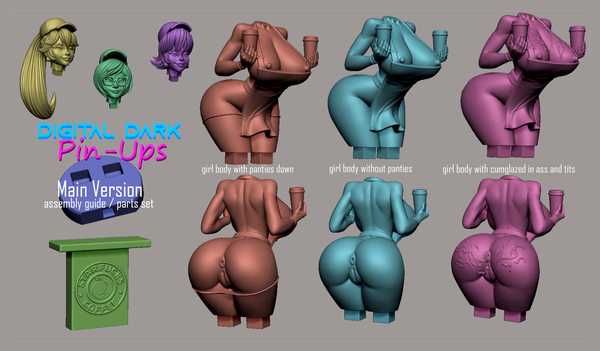 DIGITAL DARK
Pin-Ups
Main Version
assembly guide / parts set
girl body with panties down
girl body without panties
girl body with cumglazed in ass and tits